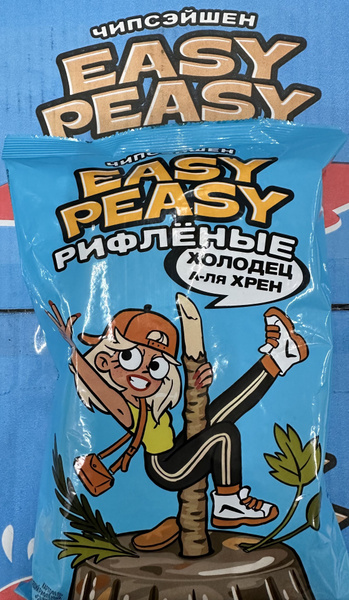 ЧИПСЭЙШЕН
EASY
PEASY
ЧИПСЭЙШЕН
EASY
PEASY
РИФЛЁНЫЕ
ХОЛОДЕЦ
А-ЛЯ ХРЕН